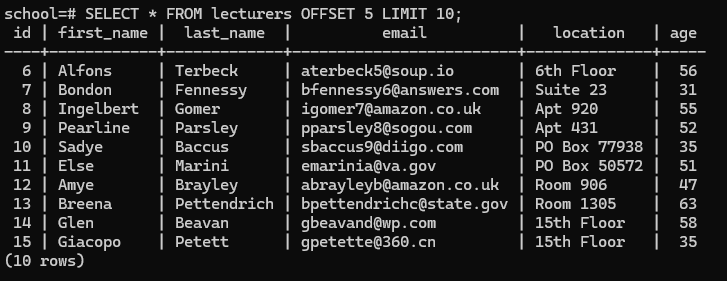 school=# SELECT * FROM lecturers OFFSET 5 LIMIT 10;
 id | first_name |  last_name  |          email           |   location   | age
----+------------+-------------+--------------------------+--------------+-----
  6 | Alfons     | Terbeck     | aterbeck5@soup.io        | 6th Floor    |  56
  7 | Bondon     | Fennessy    | bfennessy6@answers.com   | Suite 23     |  31
  8 | Ingelbert  | Gomer       | igomer7@amazon.co.uk     | Apt 920      |  55
  9 | Pearline   | Parsley     | pparsley8@sogou.com      | Apt 431      |  52
 10 | Sadye      | Baccus      | sbaccus9@diigo.com       | PO Box 77938 |  35
 11 | Else       | Marini      | emarinia@va.gov          | PO Box 50572 |  51
 12 | Amye       | Brayley     | abrayleyb@amazon.co.uk   | Room 906     |  47
 13 | Breena     | Pettendrich | bpettendrichc@state.gov  | Room 1305    |  63
 14 | Glen       | Beavan      | gbeavand@wp.com          | 15th Floor   |  58
 15 | Giacopo    | Petett      | gpetette@360.cn          | 15th Floor   |  35
(10 rows)